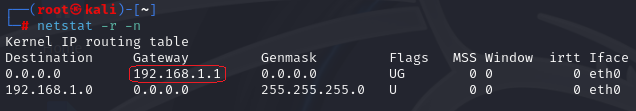 ┌──(root㉿kali)-[~]
└─# netstat -r -n
Kernel IP routing table
Destination     Gateway         Genmask         Flags   MSS Window  irtt Iface
0.0.0.0         192.168.1.1     0.0.0.0         UG        0 0          0 eth0
192.168.1.0     0.0.0.0         255.255.255.0   U         0 0          0 eth0